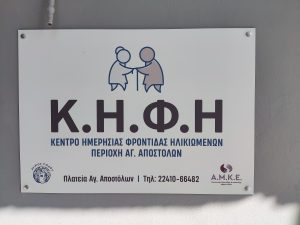 Κ.Η.Φ.Η
ΚΕΝΤΡΟ ΗΜΕΡΗΣΙΑΣ ΦΡΟΝΤΙΔΑΣ ΗΛΙΚΙΩΜΕΝΩΝ
ΠΕΡΙΟΧΗ ΑΓ. ΑΠΟΣΤΟΛΩΝ
Πλατεία Αγ. Αποστόλων | Τηλ: 22410-66482
Α.Μ.Κ.Ε.